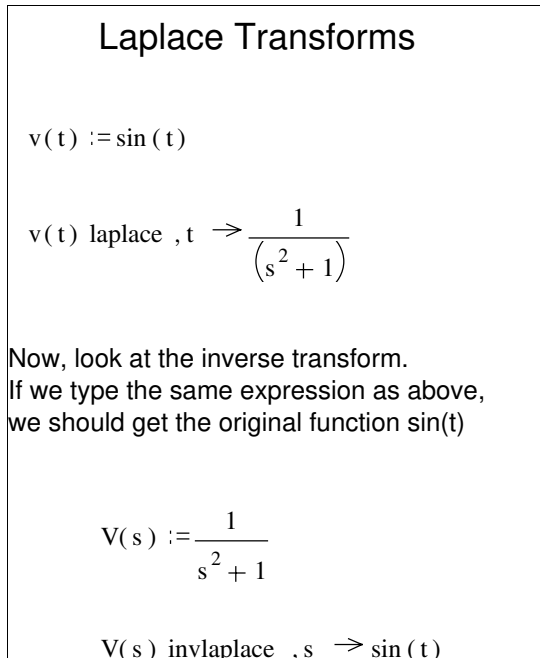 Laplace Transforms
v(t) := sin(t)
v(t) laplace ,t → 1/(s² + 1)
Now, look at the inverse transform.
If we type the same expression as above,
we should get the original function sin(t)
V(s) := 1/(s² + 1)
V(s) invlaplace ,s → sin(t)